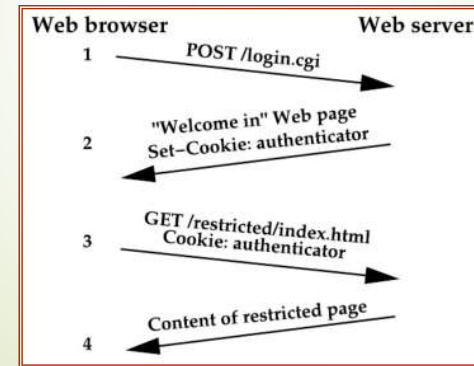 Web browser Web server
1 POST /login.cgi
"Welcome in" Web page
2 Set-Cookie: authenticator
GET /restricted/index.html
3 Cookie: authenticator
Content of restricted page
4